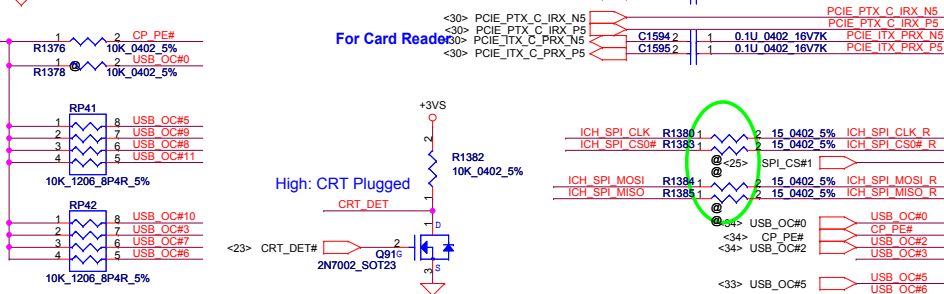 <30> PCIE_PTX_C_IRX_N5 PCIE_PTX_C_IRX_N5
<30> PCIE_PTX_C_IRX_P5 PCIE_PTX_C_IRX_P5
For Card Reader
<30> PCIE_ITX_C_PRX_N5 C1594 2 1 0.1U_0402_16V7K PCIE_ITX_PRX_N5
<30> PCIE_ITX_C_PRX_P5 C1595 2 1 0.1U_0402_16V7K PCIE_ITX_PRX_P5
1 2 CP_PE#
R1376 10K_0402_5%
1 @ 2 USB_OC#0
R1378 10K_0402_5%
RP41
1 8 USB_OC#5
2 7 USB_OC#9
3 6 USB_OC#8
4 5 USB_OC#11
10K_1206_8P4R_5%
RP42
1 8 USB_OC#10
2 7 USB_OC#3
3 6 USB_OC#7
4 5 USB_OC#6
10K_1206_8P4R_5%
+3VS
2
R1382
10K_0402_5%
1
High: CRT Plugged
CRT_DET
1
D
<23> CRT_DET# 2
Q91 G
2N7002_SOT23
S
3
ICH_SPI_CLK R1380 1 2 15_0402_5% ICH_SPI_CLK_R
ICH_SPI_CS0# R1383 1 2 15_0402_5% ICH_SPI_CS0#_R
@
@ <25> SPI_CS#1
ICH_SPI_MOSI R1384 1 2 15_0402_5% ICH_SPI_MOSI_R
ICH_SPI_MISO R1385 1 2 15_0402_5% ICH_SPI_MISO_R
@
@
<34> USB_OC#0 USB_OC#0
<34> CP_PE# CP_PE#
<34> USB_OC#2 USB_OC#2
USB_OC#3
<33> USB_OC#5 USB_OC#5
USB_OC#6